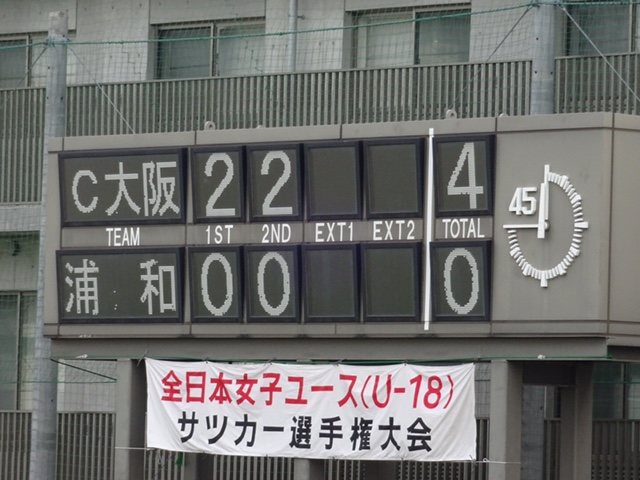 C大阪 2 2 4
TEAM 1ST 2ND EXT1 EXT2 TOTAL
浦和 0 0 0
45
全日本女子ユース(U-18)
サッカー選手権大会